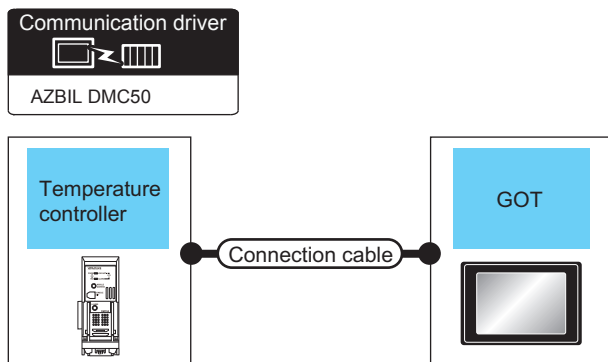 Communication driver
AZBIL DMC50
Temperature
controller
GOT
Connection cable